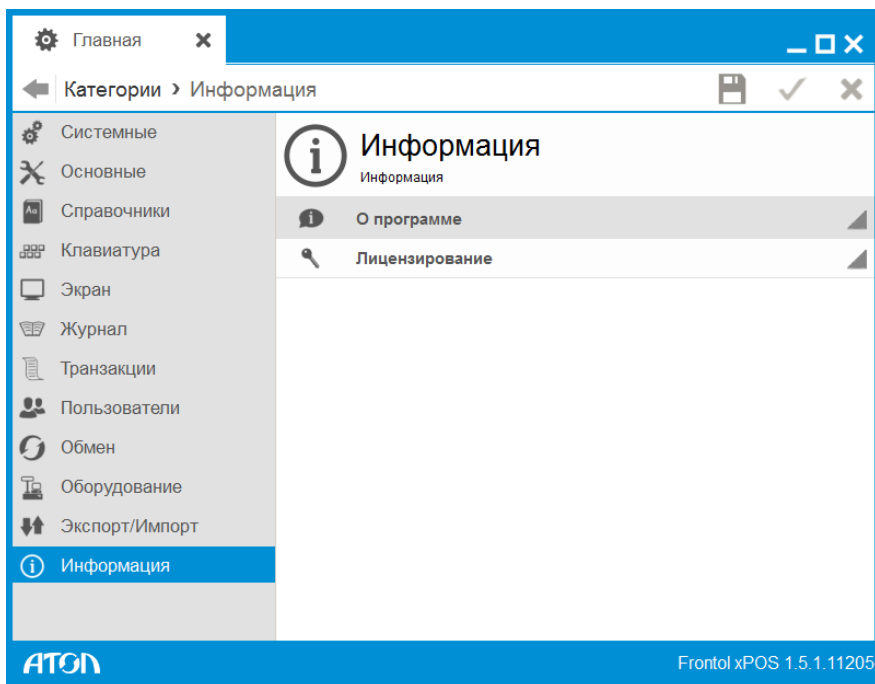 Главная
Категории › Информация
Системные
Основные
Справочники
Клавиатура
Экран
Журнал
Транзакции
Пользователи
Обмен
Оборудование
Экспорт/Импорт
Информация
Информация
Информация
О программе
Лицензирование
АТОЛ
Frontol xPOS 1.5.1.11205